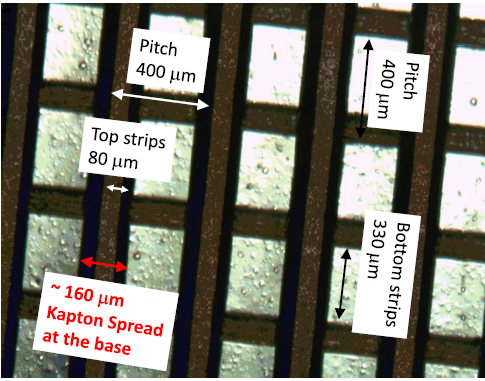 Pitch
400 μm
Pitch
400 μm
Top strips
80 μm
Bottom strips
330 μm
~ 160 μm
Kapton Spread
at the base